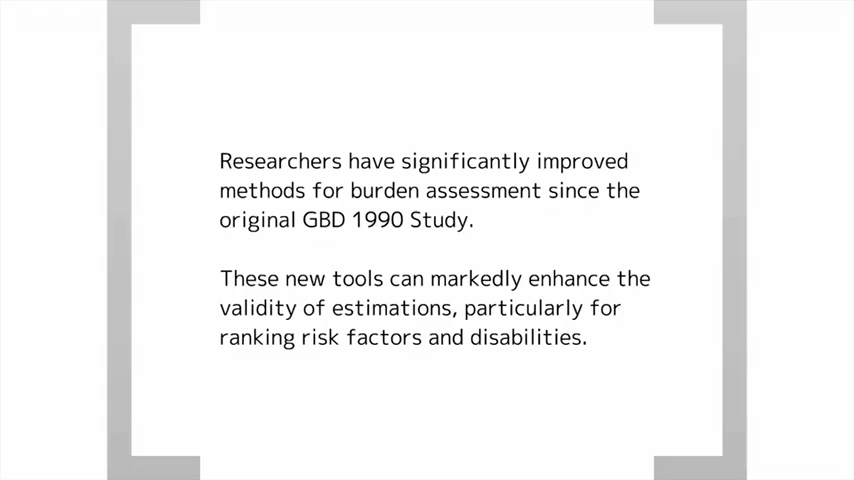 Researchers have significantly improved
methods for burden assessment since the
original GBD 1990 Study.
These new tools can markedly enhance the
validity of estimations, particularly for
ranking risk factors and disabilities.